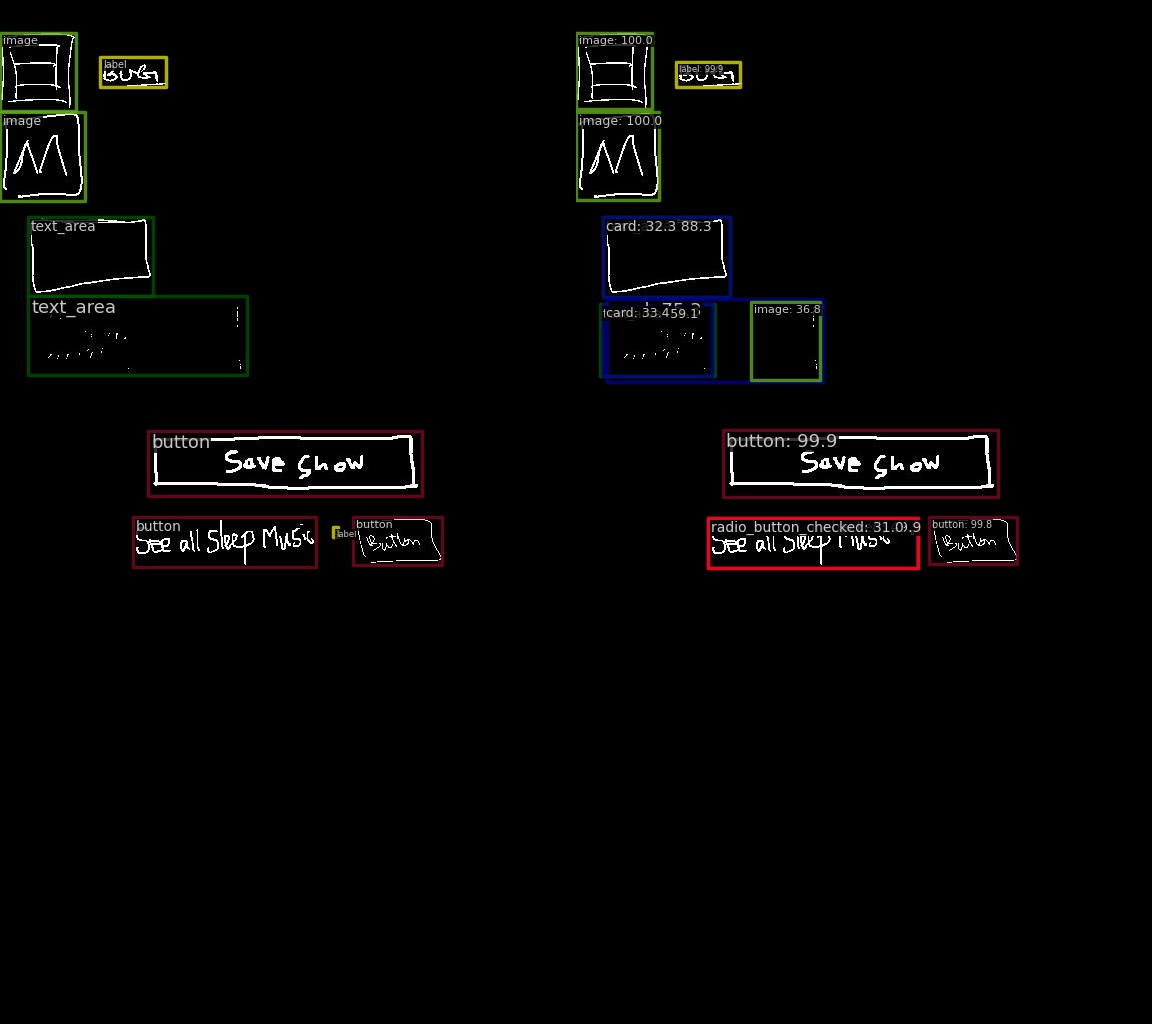 image image: 100.0
label label: 99.9
BUG
image image: 100.0
M M
text_area card: 32.3 88.3
text_area
card: 33.4 59.1 image: 36.8
button button: 99.9
Save Show Save Show
button label button radio_button_checked: 31.0 button: 99.8
See all Sleep Music Button See all Sleep Music Button